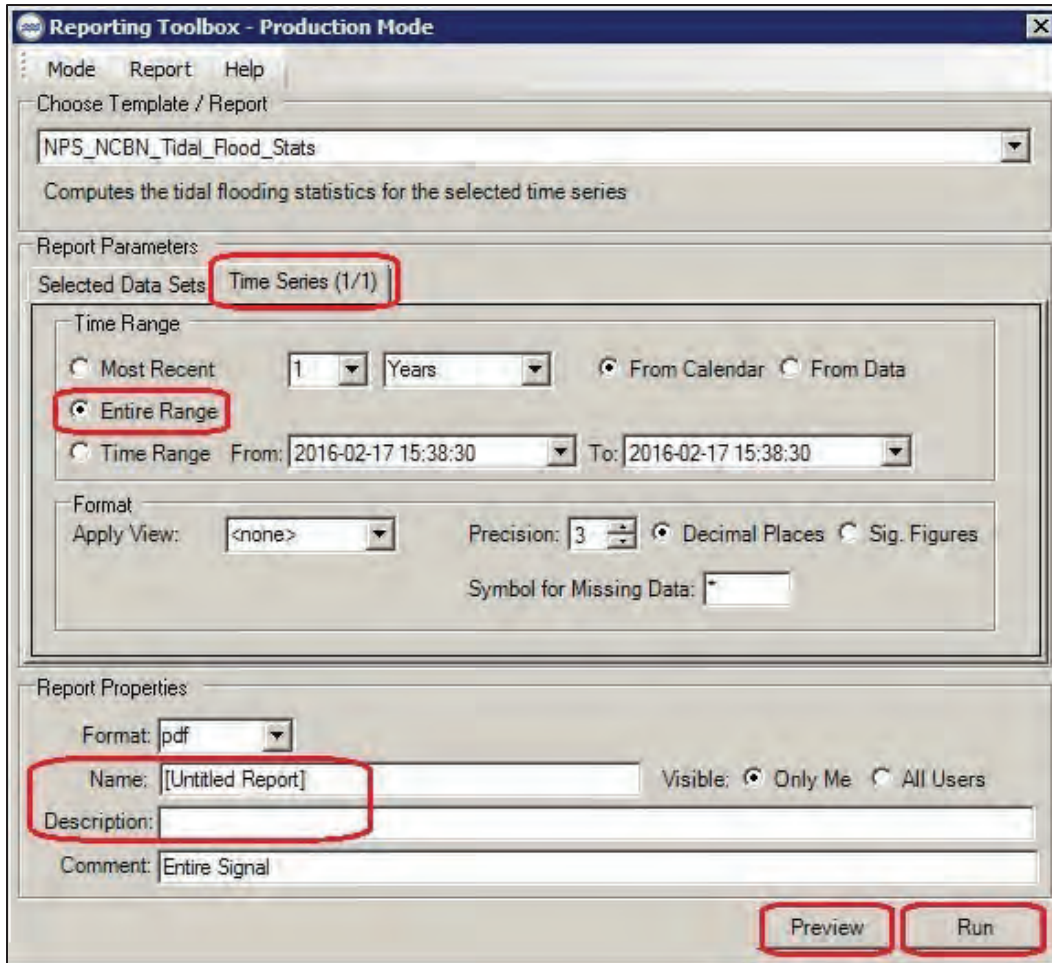 Reporting Toolbox - Production Mode
Mode Report Help
Choose Template / Report
NPS_NCBN_Tidal_Flood_Stats
Computes the tidal flooding statistics for the selected time series
Report Parameters
Selected Data Sets Time Series (1/1)
Time Range
Most Recent 1 Years From Calendar From Data
Entire Range
Time Range From: 2016-02-17 15:38:30 To: 2016-02-17 15:38:30
Format
Apply View: <none> Precision: 3 Decimal Places Sig. Figures
Symbol for Missing Data: *
Report Properties
Format: pdf
Name: [Untitled Report] Visible: Only Me All Users
Description:
Comment: Entire Signal
Preview Run